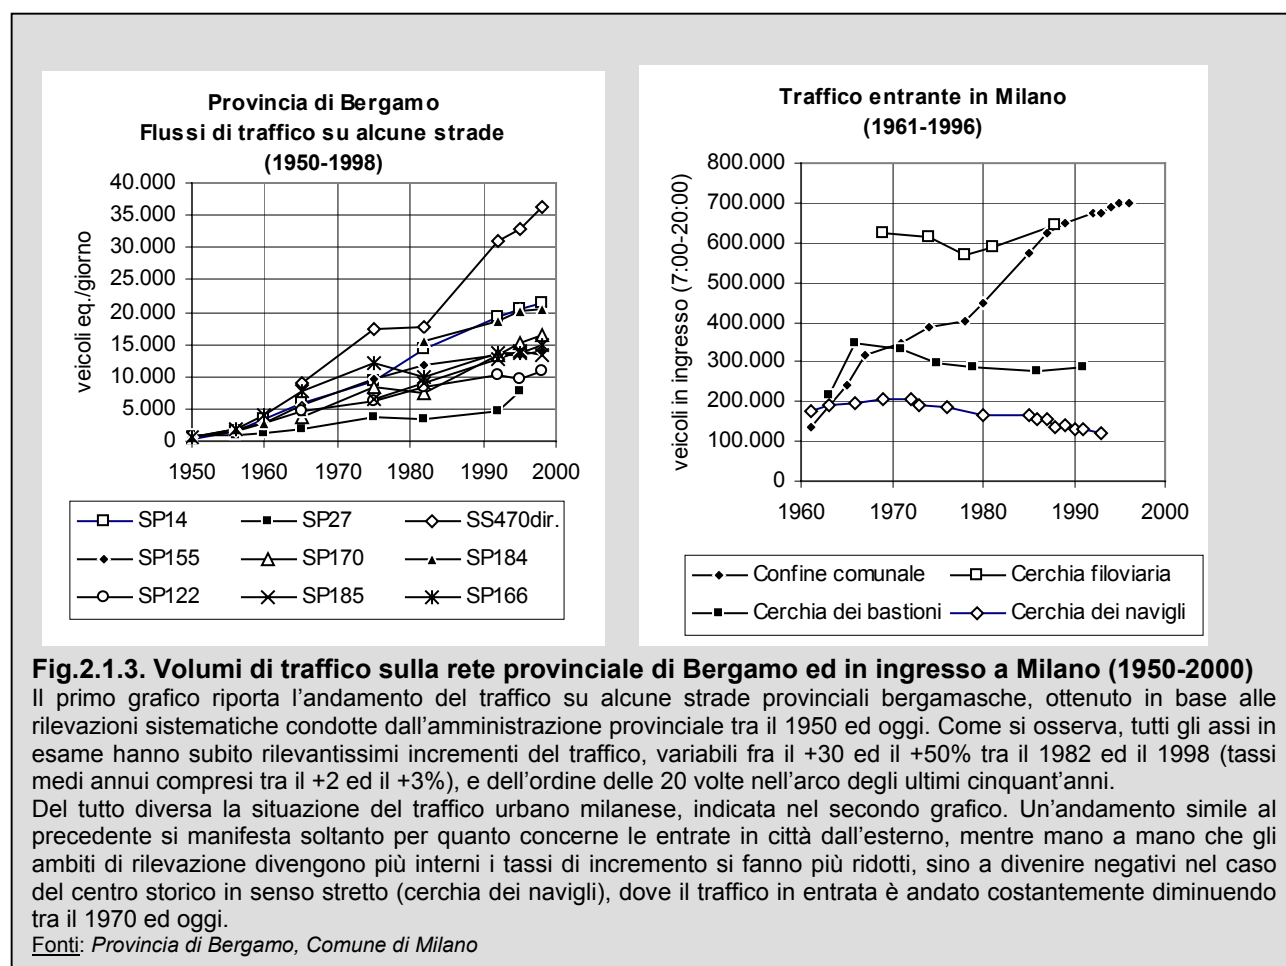 Provincia di Bergamo
Flussi di traffico su alcune strade
(1950-1998)
veicoli eq./giorno
40.000
35.000
30.000
25.000
20.000
15.000
10.000
5.000
0
1950 1960 1970 1980 1990 2000
SP14 SP27 SS470dir.
SP155 SP170 SP184
SP122 SP185 SP166
Traffico entrante in Milano
(1961-1996)
veicoli in ingresso (7:00-20:00)
800.000
700.000
600.000
500.000
400.000
300.000
200.000
100.000
0
1960 1970 1980 1990 2000
Confine comunale Cerchia filoviaria
Cerchia dei bastioni Cerchia dei navigli
Fig.2.1.3. Volumi di traffico sulla rete provinciale di Bergamo ed in ingresso a Milano (1950-2000)
Il primo grafico riporta l’andamento del traffico su alcune strade provinciali bergamasche, ottenuto in base alle
rilevazioni sistematiche condotte dall’amministrazione provinciale tra il 1950 ed oggi. Come si osserva, tutti gli assi in
esame hanno subito rilevantissimi incrementi del traffico, variabili fra il +30 ed il +50% tra il 1982 ed il 1998 (tassi
medi annui compresi tra il +2 ed il +3%), e dell’ordine delle 20 volte nell’arco degli ultimi cinquant’anni.
Del tutto diversa la situazione del traffico urbano milanese, indicata nel secondo grafico. Un’andamento simile al
precedente si manifesta soltanto per quanto concerne le entrate in città dall’esterno, mentre mano a mano che gli
ambiti di rilevazione divengono più interni i tassi di incremento si fanno più ridotti, sino a divenire negativi nel caso
del centro storico in senso stretto (cerchia dei navigli), dove il traffico in entrata è andato costantemente diminuendo
tra il 1970 ed oggi.
Fonti: Provincia di Bergamo, Comune di Milano